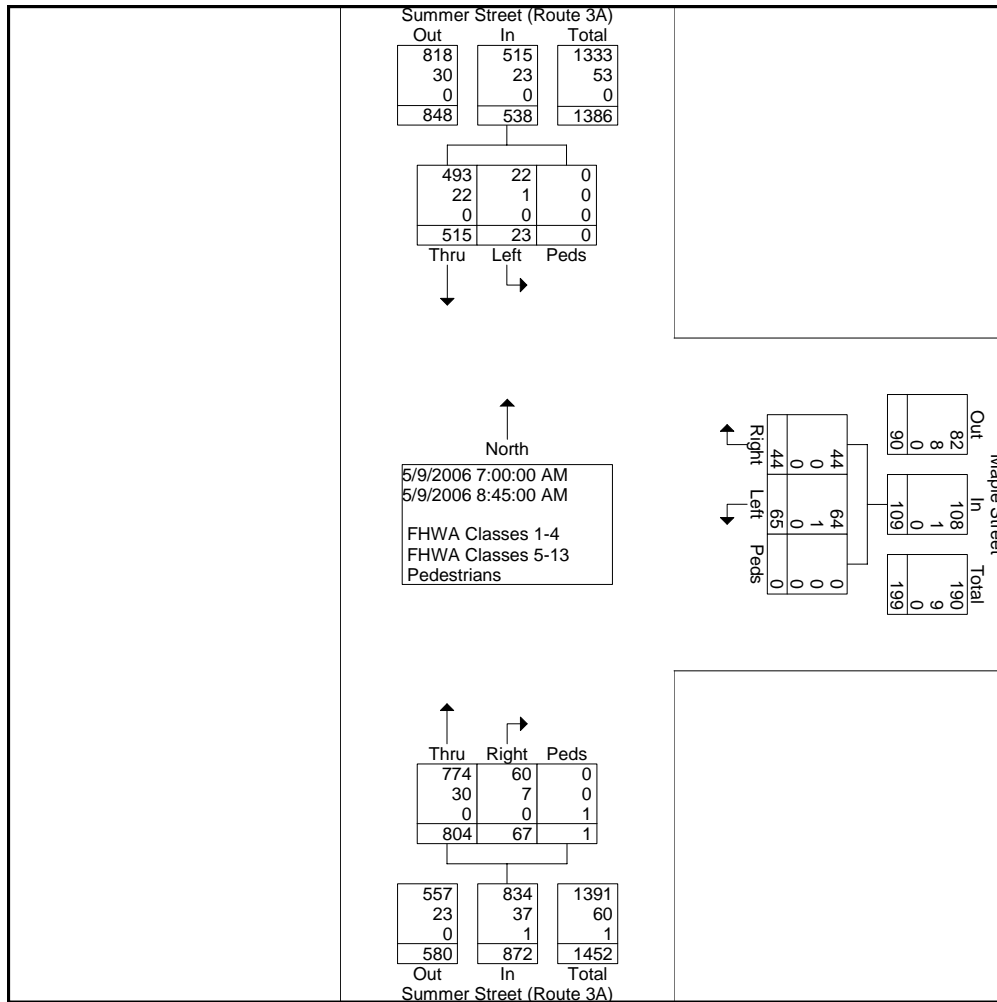 Summer Street (Route 3A)
Out In Total
818 515 1333
30 23 53
0 0 0
848 538 1386
493 22 0
22 1 0
0 0 0
515 23 0
Thru Left Peds
North
5/9/2006 7:00:00 AM
5/9/2006 8:45:00 AM
FHWA Classes 1-4
FHWA Classes 5-13
Pedestrians
Maple Street
Out In Total
82 108 190
8 1 9
0 0 0
90 109 199
44 64 0
0 1 0
0 0 0
44 65 0
Right Left Peds
Thru Right Peds
774 60 0
30 7 0
0 0 1
804 67 1
557 834 1391
23 37 60
0 1 1
580 872 1452
Out In Total
Summer Street (Route 3A)